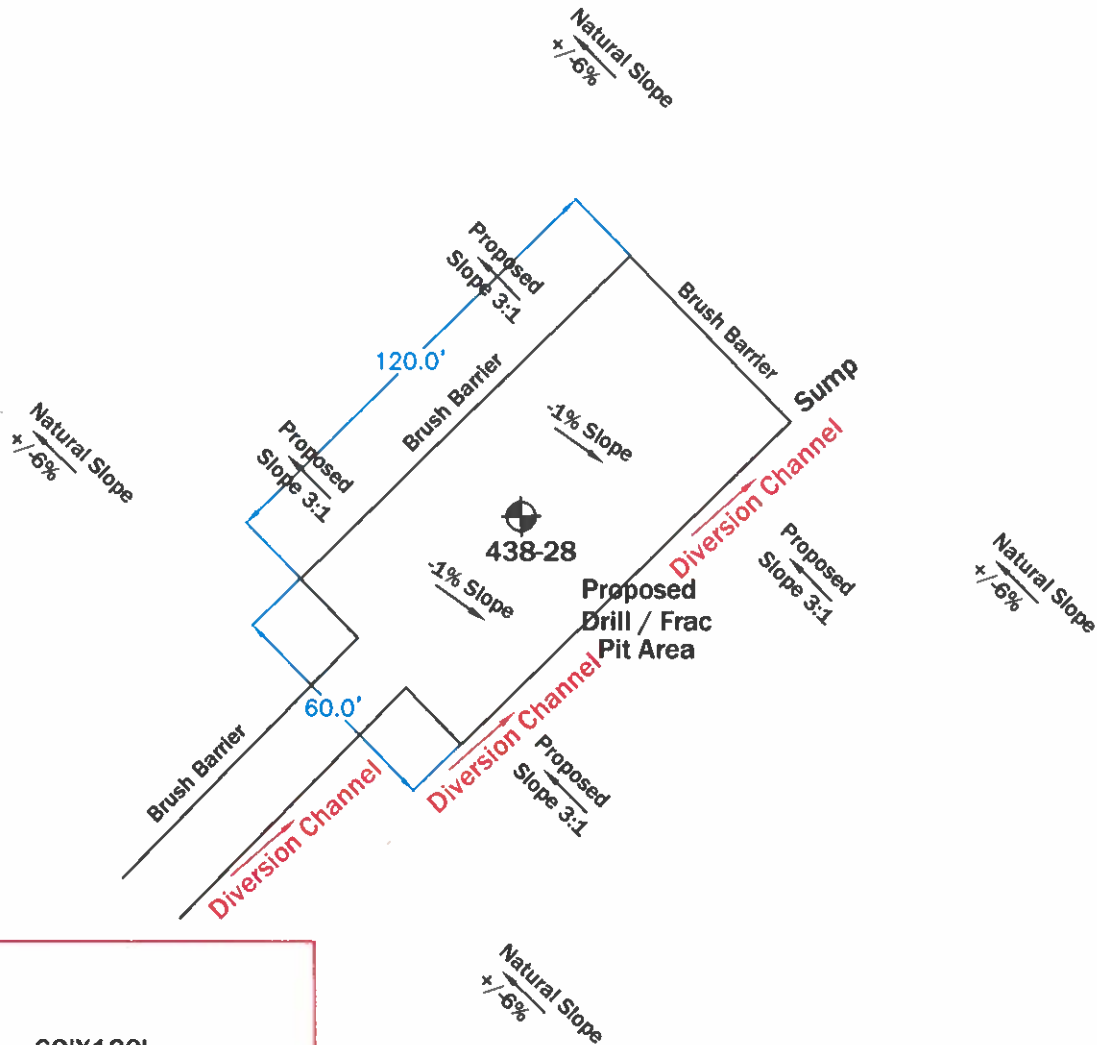 Natural Slope
+/-6%
Proposed
Slope 3:1
Brush Barrier
120.0'
Brush Barrier
Sump
Natural Slope
+/-6%
Proposed
Slope 3:1
-1% Slope
Diversion Channel
438-28
Proposed
Slope 3:1
Natural Slope
+/-6%
-1% Slope
Proposed
Drill / Frac
Pit Area
60.0'
Diversion Channel
Brush Barrier
Proposed
Slope 3:1
Diversion Channel
Natural Slope
+/-6%